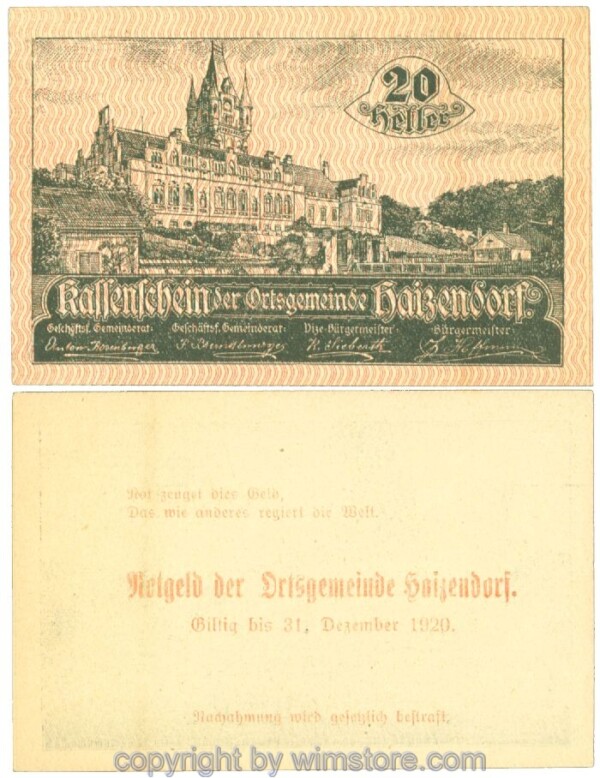 20
Heller
Kassenschein der Ortsgemeinde Haizendorf.
Geschäftsf. Gemeinderat. Geschäftsf. Gemeinderat. Vize-Bürgermeister. Bürgermeister.
Not zeuget dies Geld,
Das wie anderes regiert die Welt.
Notgeld der Ortsgemeinde Haizendorf.
Giltig bis 31. Dezember 1920.
Nachahmung wird gesetzlich bestraft.
copyright by wimstore.com